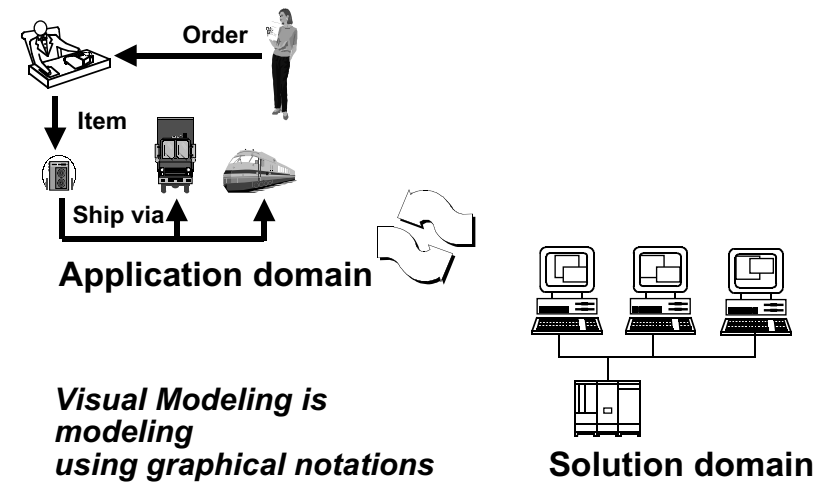 Order
Item
Ship via
Application domain
Visual Modeling is
modeling
using graphical notations
Solution domain